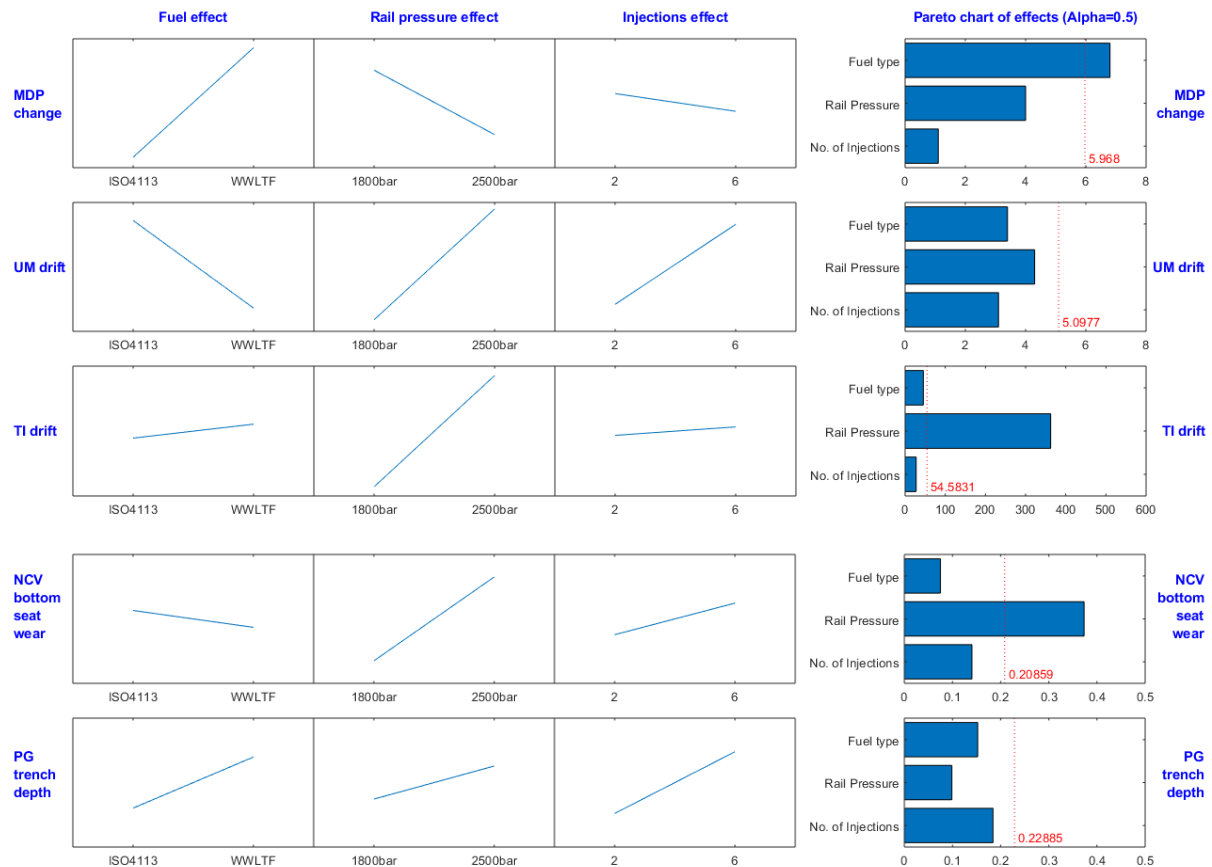 Fuel effect
Rail pressure effect
Injections effect
Pareto chart of effects (Alpha=0.5)
MDP
change
ISO4113
WWLTF
1800bar
2500bar
2
6
Fuel type
Rail Pressure
No. of Injections
5.968
0
2
4
6
8
MDP
change
UM drift
ISO4113
WWLTF
1800bar
2500bar
2
6
Fuel type
Rail Pressure
No. of Injections
5.0977
0
2
4
6
8
UM drift
TI drift
ISO4113
WWLTF
1800bar
2500bar
2
6
Fuel type
Rail Pressure
No. of Injections
54.5831
0
100
200
300
400
500
600
TI drift
NCV
bottom
seat
wear
ISO4113
WWLTF
1800bar
2500bar
2
6
Fuel type
Rail Pressure
No. of Injections
0.20859
0
0.1
0.2
0.3
0.4
0.5
NCV
bottom
seat
wear
PG
trench
depth
ISO4113
WWLTF
1800bar
2500bar
2
6
Fuel type
Rail Pressure
No. of Injections
0.22885
0
0.1
0.2
0.3
0.4
0.5
PG
trench
depth